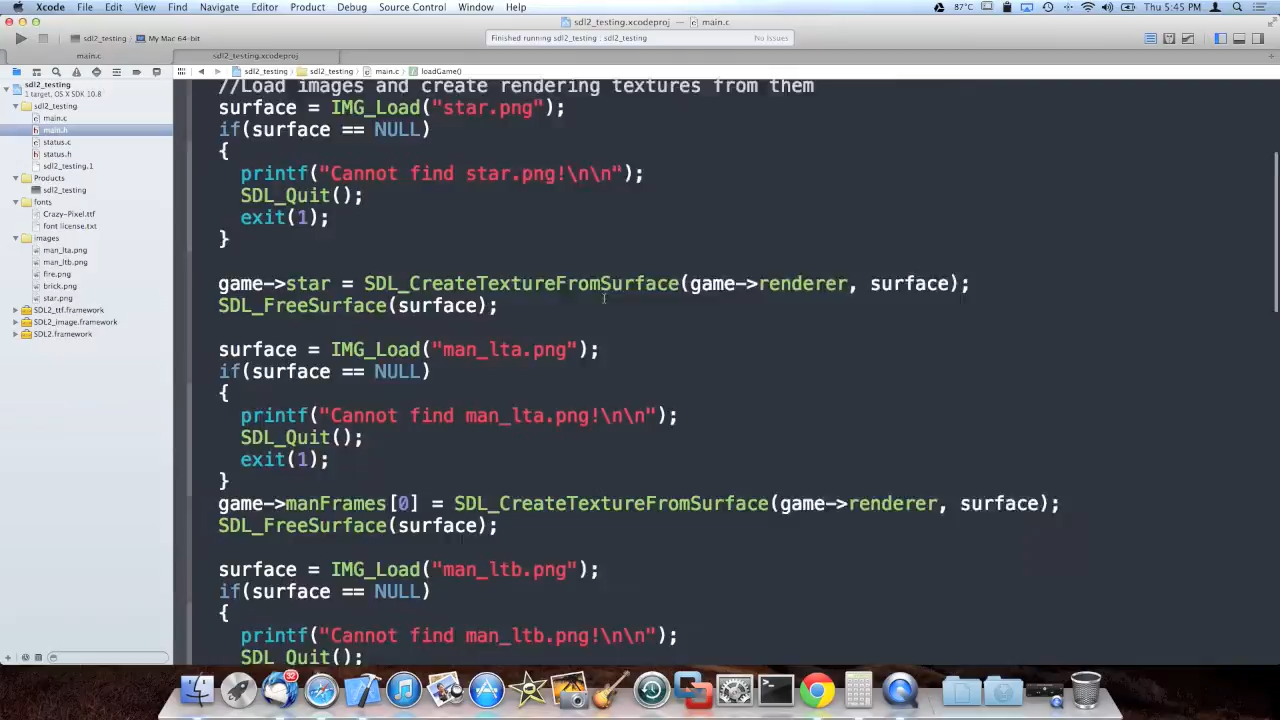 Xcode File Edit View Find Navigate Editor Product Debug Source Control Window Help 87°C Thu 5:45 PM
sdl2_testing.xcodeproj — main.c
sdl2_testing My Mac 64-bit Finished running sdl2_testing : sdl2_testing No Issues
main.c sdl2_testing.xcodeproj
sdl2_testing sdl2_testing main.c loadGame()
sdl2_testing
1 target, OS X SDK 10.8
sdl2_testing
main.c
main.h
status.c
status.h
sdl2_testing.1
Products
sdl2_testing
fonts
Crazy-Pixel.ttf
font license.txt
images
man_lta.png
man_ltb.png
fire.png
brick.png
star.png
SDL2_ttf.framework
SDL2_image.framework
SDL2.framework
//Load images and create rendering textures from them
surface = IMG_Load("star.png");
if(surface == NULL)
{
printf("Cannot find star.png!\n\n");
SDL_Quit();
exit(1);
}
game->star = SDL_CreateTextureFromSurface(game->renderer, surface);
SDL_FreeSurface(surface);
surface = IMG_Load("man_lta.png");
if(surface == NULL)
{
printf("Cannot find man_lta.png!\n\n");
SDL_Quit();
exit(1);
}
game->manFrames[0] = SDL_CreateTextureFromSurface(game->renderer, surface);
SDL_FreeSurface(surface);
surface = IMG_Load("man_ltb.png");
if(surface == NULL)
{
printf("Cannot find man_ltb.png!\n\n");
SDL_Quit();
32